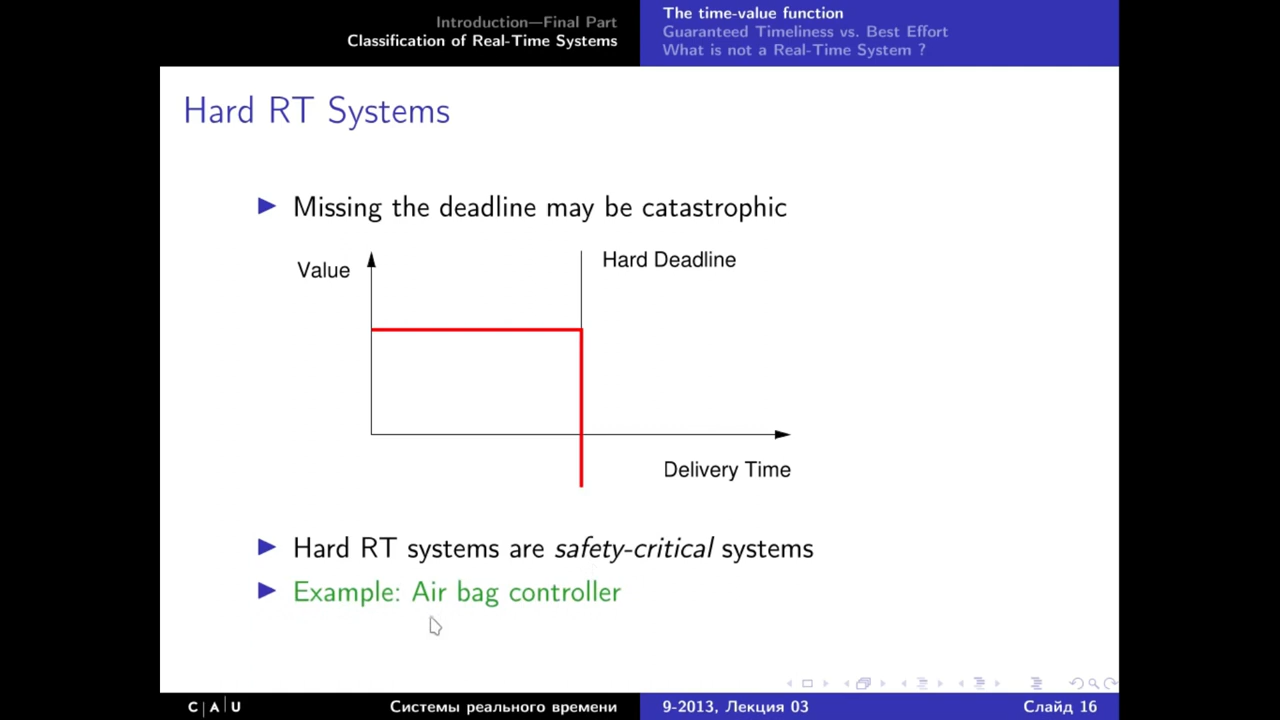 Introduction—Final Part
Classification of Real-Time Systems
The time-value function
Guaranteed Timeliness vs. Best Effort
What is not a Real-Time System ?
Hard RT Systems
Missing the deadline may be catastrophic
Value
Hard Deadline
Delivery Time
Hard RT systems are safety-critical systems
Example: Air bag controller
C|A|U
Системы реального времени
9-2013, Лекция 03
Слайд 16